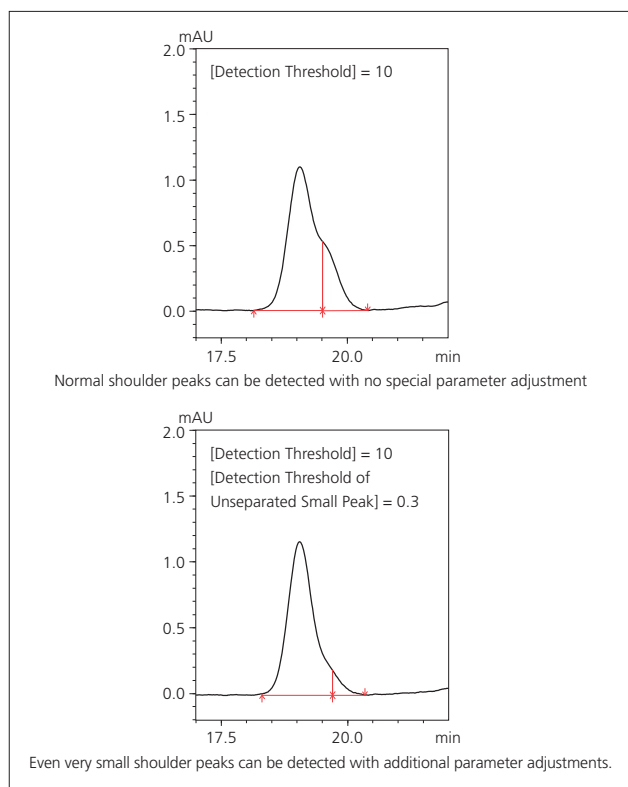 mAU
2.0
[Detection Threshold] = 10
1.5
1.0
0.5
0.0
17.5 20.0 min
Normal shoulder peaks can be detected with no special parameter adjustment
mAU
2.0
[Detection Threshold] = 10
[Detection Threshold of
Unseparated Small Peak] = 0.3
1.5
1.0
0.5
0.0
17.5 20.0 min
Even very small shoulder peaks can be detected with additional parameter adjustments.